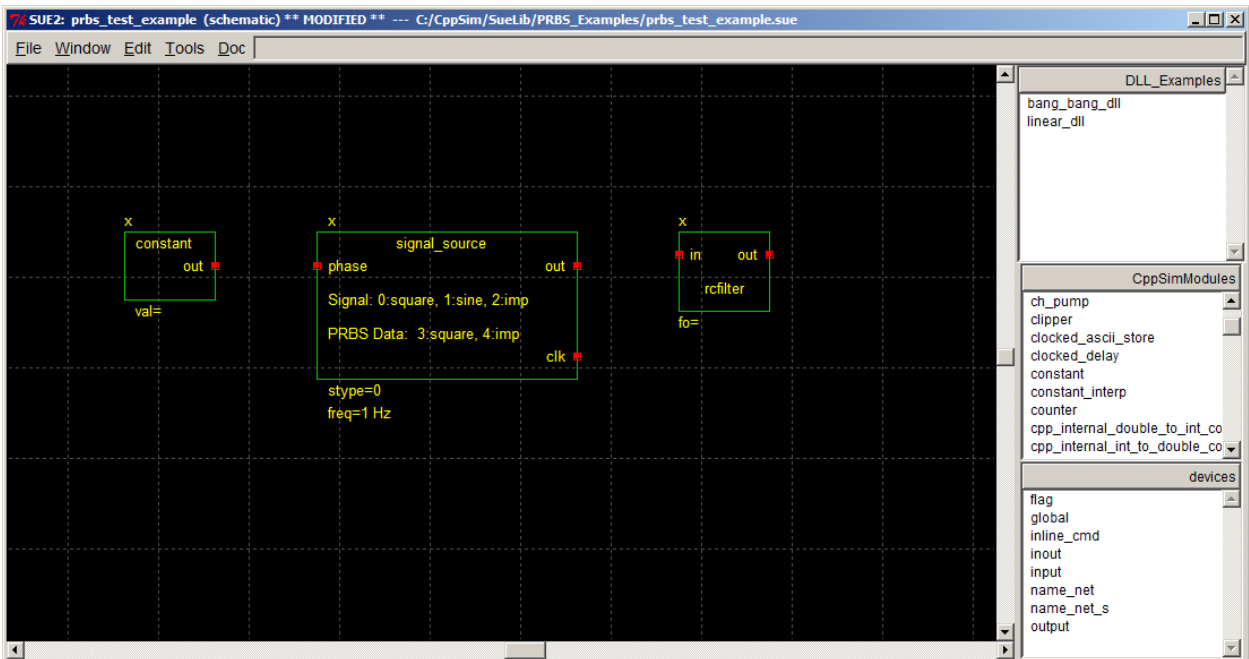 SUE2: prbs_test_example (schematic) ** MODIFIED ** --- C:/CppSim/SueLib/PRBS_Examples/prbs_test_example.sue
File Window Edit Tools Doc
x
constant
out
val=
x
signal_source
phase out
Signal: 0:square, 1:sine, 2:imp
PRBS Data: 3:square, 4:imp
clk
stype=0
freq=1 Hz
x
in out
rcfilter
fo=
DLL_Examples
bang_bang_dll
linear_dll
CppSimModules
ch_pump
clipper
clocked_ascii_store
clocked_delay
constant
constant_interp
counter
cpp_internal_double_to_int_co
cpp_internal_int_to_double_co
devices
flag
global
inline_cmd
inout
input
name_net
name_net_s
output